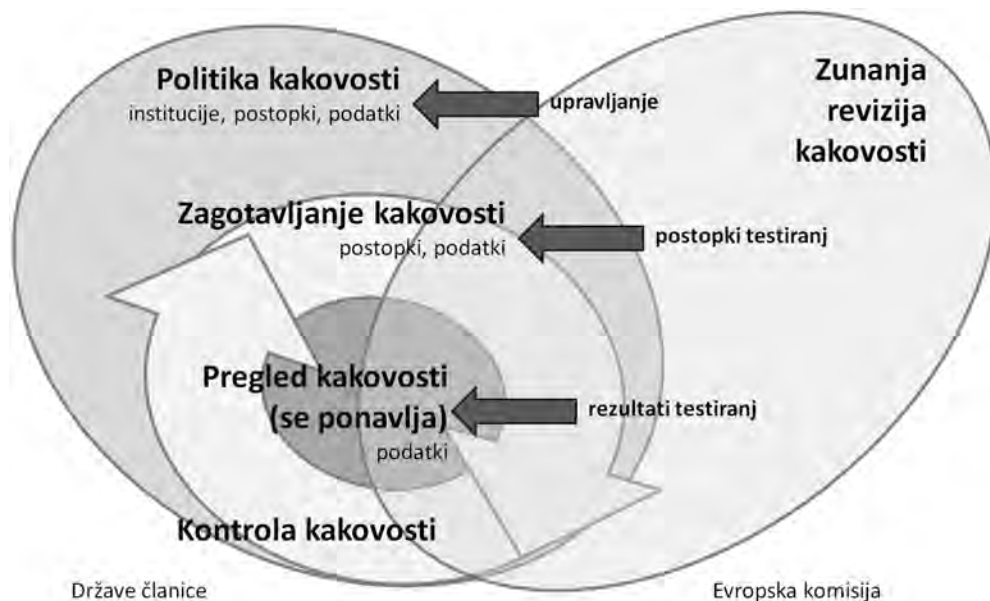 Politika kakovosti
institucije, postopki, podatki
upravljanje
Zunanja
revizija
kakovosti
Zagotavljanje kakovosti
postopki, podatki
postopki testiranj
Pregled kakovosti
(se ponavlja)
podatki
rezultati testiranj
Kontrola kakovosti
Države članice
Evropska komisija